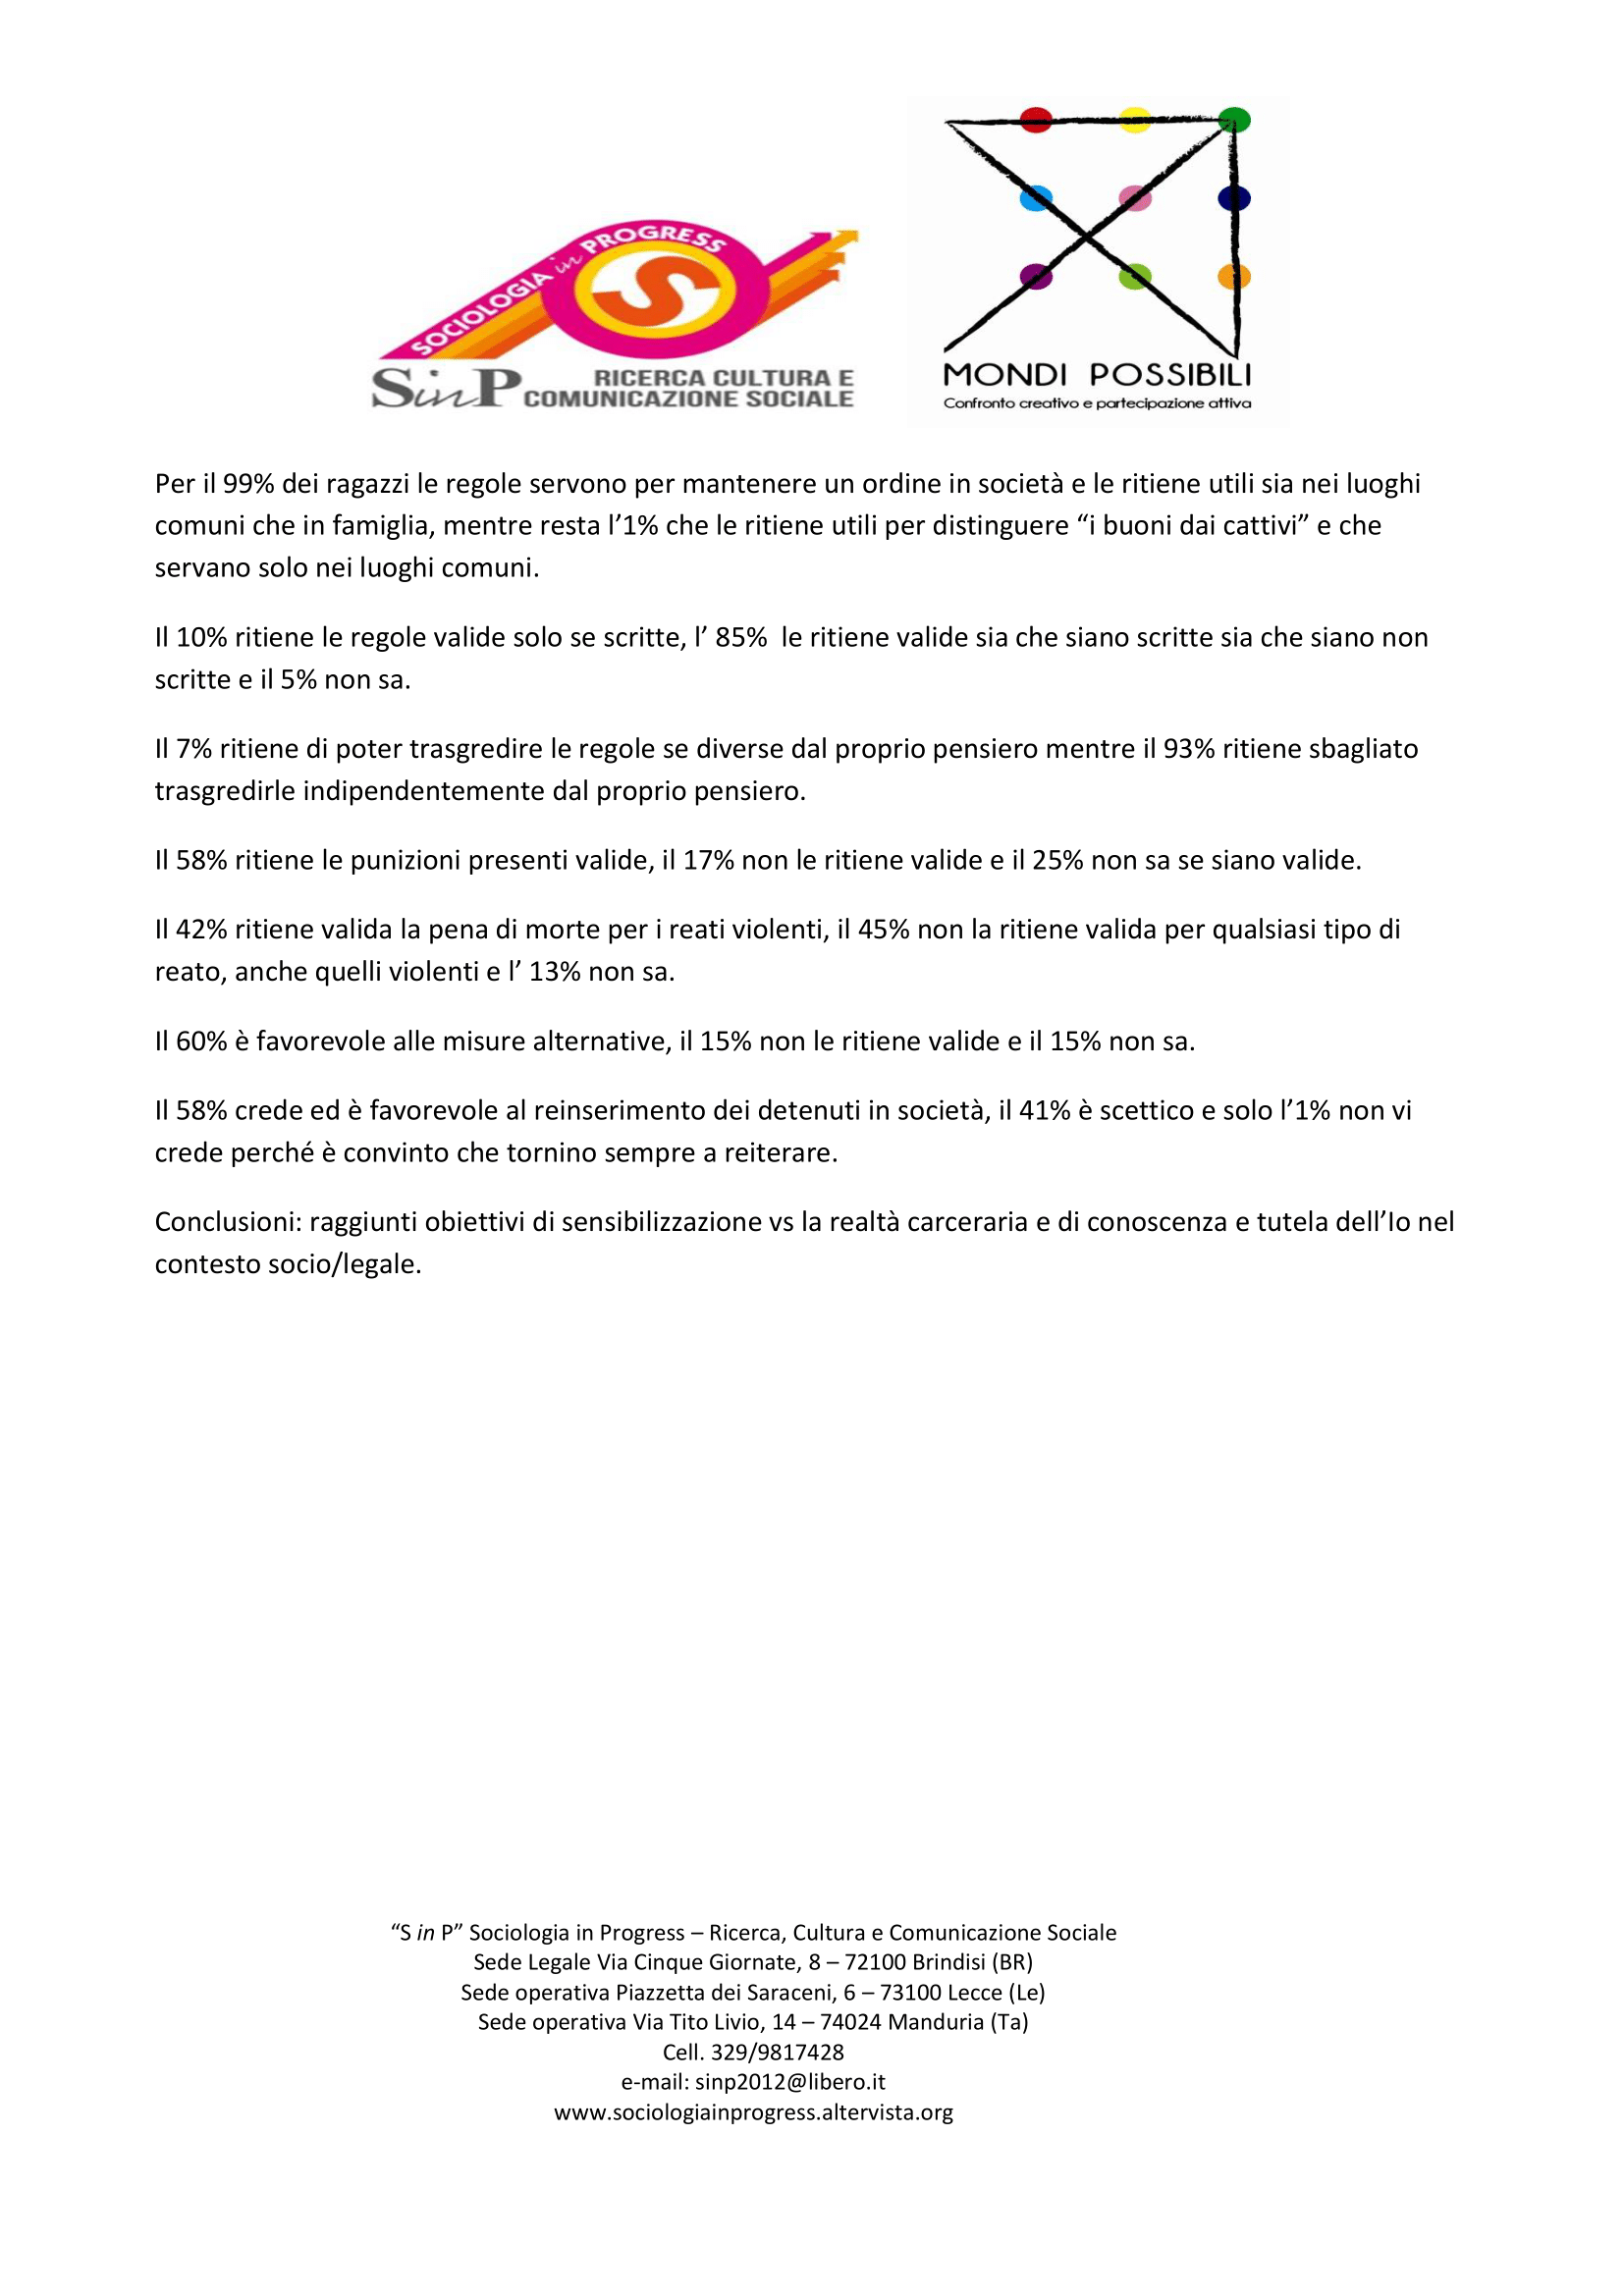 SOCIOLOGIA in PROGRESS
S
SinP RICERCA CULTURA E
COMUNICAZIONE SOCIALE
MONDI POSSIBILI
Confronto creativo e partecipazione attiva
Per il 99% dei ragazzi le regole servono per mantenere un ordine in società e le ritiene utili sia nei luoghi
comuni che in famiglia, mentre resta l’1% che le ritiene utili per distinguere “i buoni dai cattivi” e che
servano solo nei luoghi comuni.
Il 10% ritiene le regole valide solo se scritte, l’ 85%  le ritiene valide sia che siano scritte sia che siano non
scritte e il 5% non sa.
Il 7% ritiene di poter trasgredire le regole se diverse dal proprio pensiero mentre il 93% ritiene sbagliato
trasgredirle indipendentemente dal proprio pensiero.
Il 58% ritiene le punizioni presenti valide, il 17% non le ritiene valide e il 25% non sa se siano valide.
Il 42% ritiene valida la pena di morte per i reati violenti, il 45% non la ritiene valida per qualsiasi tipo di
reato, anche quelli violenti e l’ 13% non sa.
Il 60% è favorevole alle misure alternative, il 15% non le ritiene valide e il 15% non sa.
Il 58% crede ed è favorevole al reinserimento dei detenuti in società, il 41% è scettico e solo l’1% non vi
crede perché è convinto che tornino sempre a reiterare.
Conclusioni: raggiunti obiettivi di sensibilizzazione vs la realtà carceraria e di conoscenza e tutela dell’Io nel
contesto socio/legale.
“S in P” Sociologia in Progress – Ricerca, Cultura e Comunicazione Sociale
Sede Legale Via Cinque Giornate, 8 – 72100 Brindisi (BR)
Sede operativa Piazzetta dei Saraceni, 6 – 73100 Lecce (Le)
Sede operativa Via Tito Livio, 14 – 74024 Manduria (Ta)
Cell. 329/9817428
e-mail: sinp2012@libero.it
www.sociologiainprogress.altervista.org